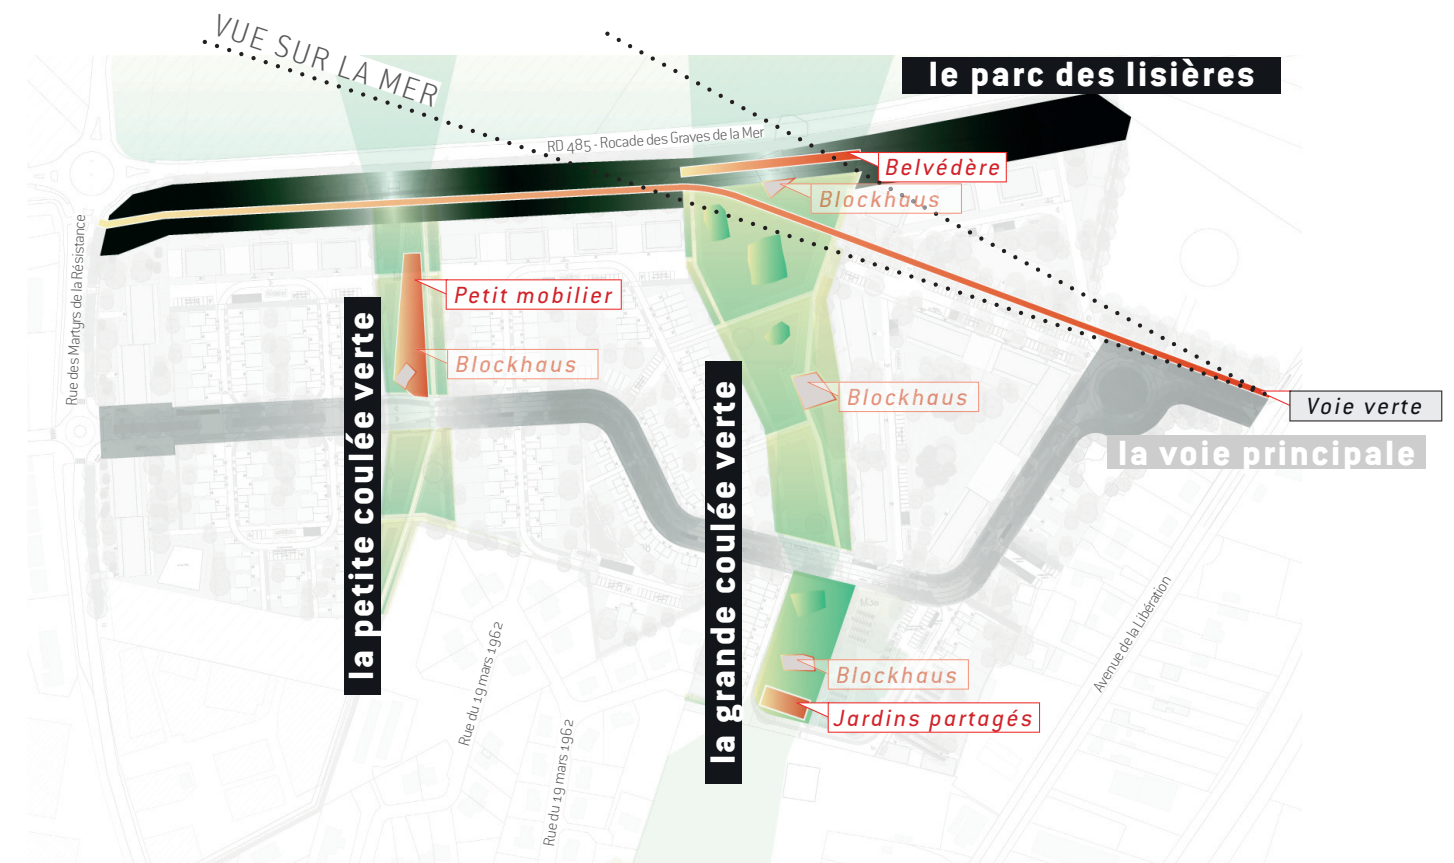 VUE SUR LA MER
le parc des lisières
RD 485 - Rocade des Graves de la Mer
Belvédère
Blockhaus
Rue des Martyrs de la Résistance
Petit mobilier
Blockhaus
la petite coulée verte
la grande coulée verte
Blockhaus
Voie verte
la voie principale
Avenue de la Libération
Rue du 19 mars 1962
Blockhaus
Jardins partagés
Rue du 19 mars 1962